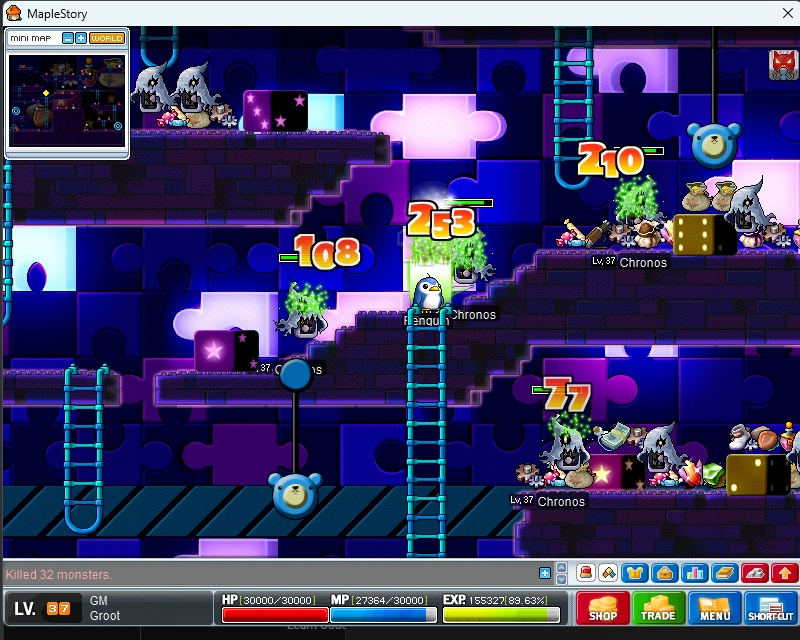 MapleStory
MINI MAP WORLD
210
253
108
Lv. 37 Chronos
Penguin Chronos
77
Lv. 37 Chronos
Killed 32 monsters.
LV. 37
GM
Groot
HP [30000/30000] MP [27364/30000] EXP. 155327[89.63%]
SHOP TRADE MENU SHORTCUT